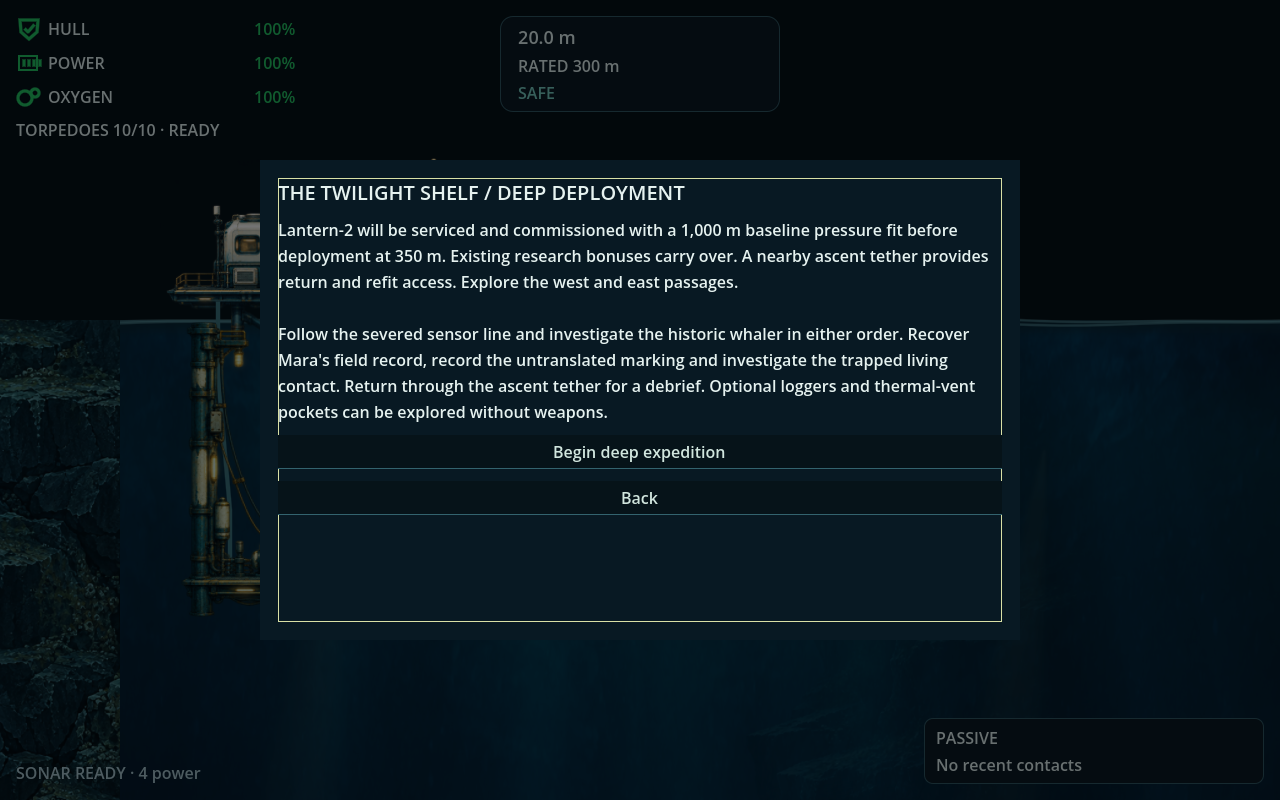 HULL 100%
POWER 100%
OXYGEN 100%
TORPEDOES 10/10 · READY
20.0 m
RATED 300 m
SAFE
THE TWILIGHT SHELF / DEEP DEPLOYMENT
Lantern-2 will be serviced and commissioned with a 1,000 m baseline pressure fit before
deployment at 350 m. Existing research bonuses carry over. A nearby ascent tether provides
return and refit access. Explore the west and east passages.
Follow the severed sensor line and investigate the historic whaler in either order. Recover
Mara's field record, record the untranslated marking and investigate the trapped living
contact. Return through the ascent tether for a debrief. Optional loggers and thermal-vent
pockets can be explored without weapons.
Begin deep expedition
Back
PASSIVE
No recent contacts
SONAR READY · 4 power